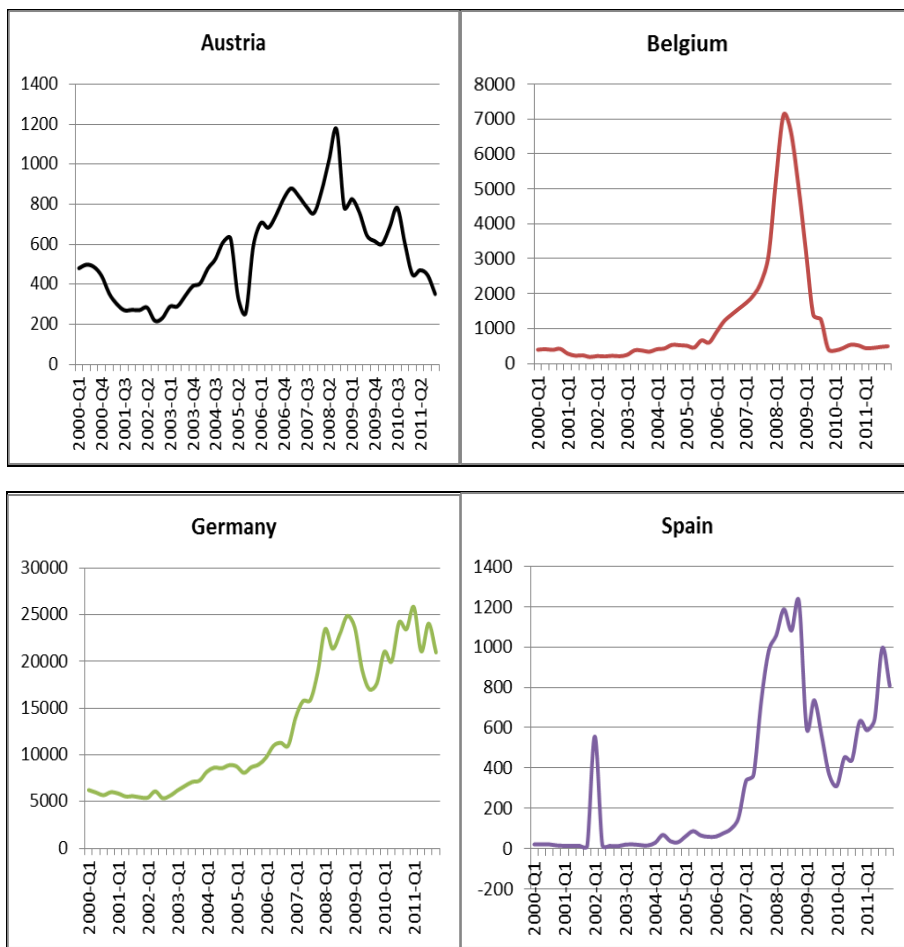 Austria
1400
1200
1000
800
600
400
200
0
2000-Q1
2000-Q4
2001-Q3
2002-Q2
2003-Q1
2003-Q4
2004-Q3
2005-Q2
2006-Q1
2006-Q4
2007-Q3
2008-Q2
2009-Q1
2009-Q4
2010-Q3
2011-Q2
Belgium
8000
7000
6000
5000
4000
3000
2000
1000
0
2000-Q1
2001-Q1
2002-Q1
2003-Q1
2004-Q1
2005-Q1
2006-Q1
2007-Q1
2008-Q1
2009-Q1
2010-Q1
2011-Q1
Germany
30000
25000
20000
15000
10000
5000
0
2000-Q1
2001-Q1
2002-Q1
2003-Q1
2004-Q1
2005-Q1
2006-Q1
2007-Q1
2008-Q1
2009-Q1
2010-Q1
2011-Q1
Spain
1400
1200
1000
800
600
400
200
0
-200
2000-Q1
2001-Q1
2002-Q1
2003-Q1
2004-Q1
2005-Q1
2006-Q1
2007-Q1
2008-Q1
2009-Q1
2010-Q1
2011-Q1